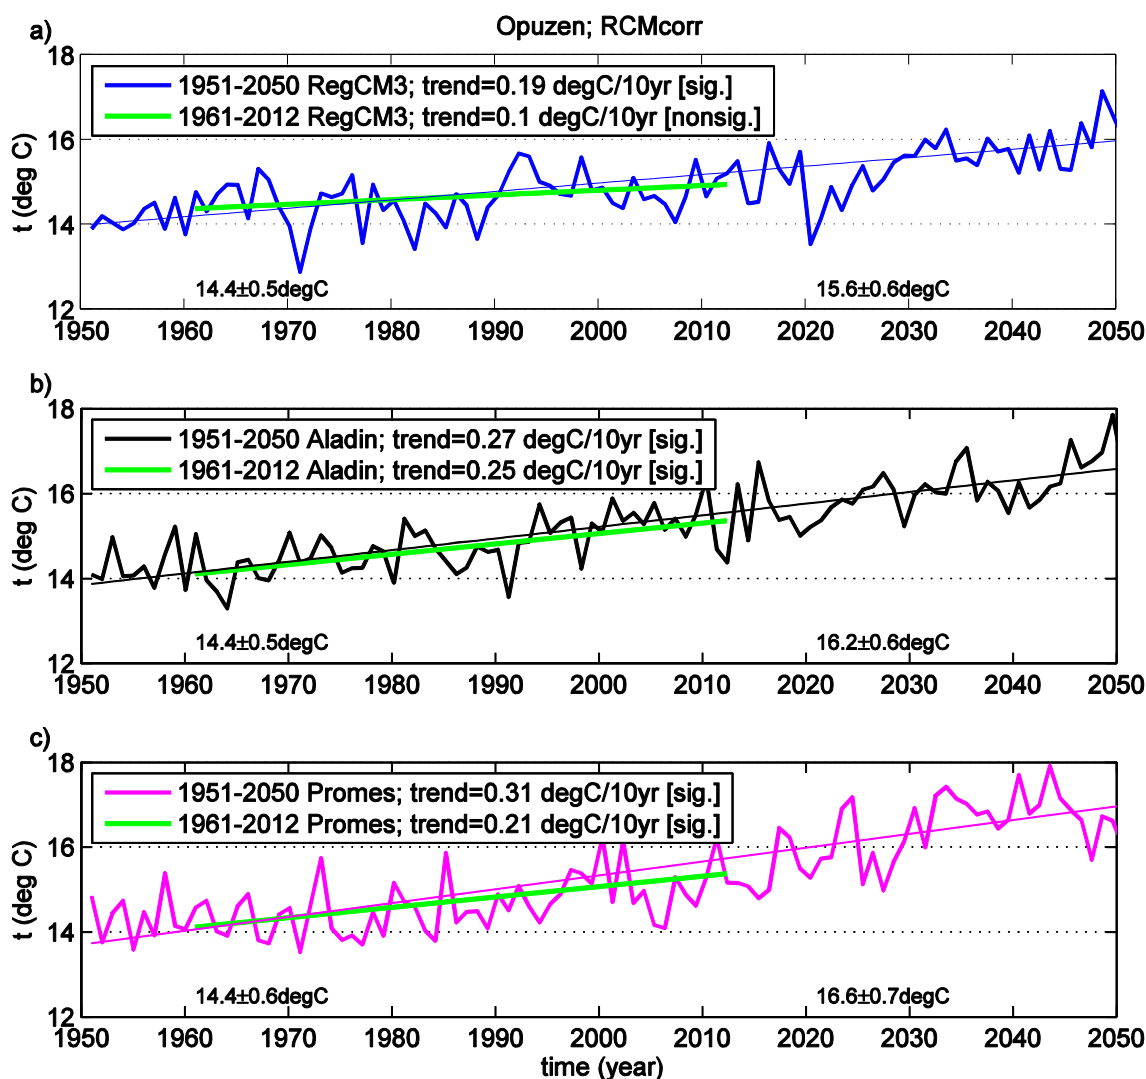 Opuzen; RCMcorr
a)
18
16
14
12
t (deg C)
1951-2050 RegCM3; trend=0.19 degC/10yr [sig.]
1961-2012 RegCM3; trend=0.1 degC/10yr [nonsig.]
14.4±0.5degC
15.6±0.6degC
1950 1960 1970 1980 1990 2000 2010 2020 2030 2040 2050
b)
18
16
14
12
t (deg C)
1951-2050 Aladin; trend=0.27 degC/10yr [sig.]
1961-2012 Aladin; trend=0.25 degC/10yr [sig.]
14.4±0.5degC
16.2±0.6degC
1950 1960 1970 1980 1990 2000 2010 2020 2030 2040 2050
c)
18
16
14
12
t (deg C)
1951-2050 Promes; trend=0.31 degC/10yr [sig.]
1961-2012 Promes; trend=0.21 degC/10yr [sig.]
14.4±0.6degC
16.6±0.7degC
1950 1960 1970 1980 1990 2000 2010 2020 2030 2040 2050
time (year)